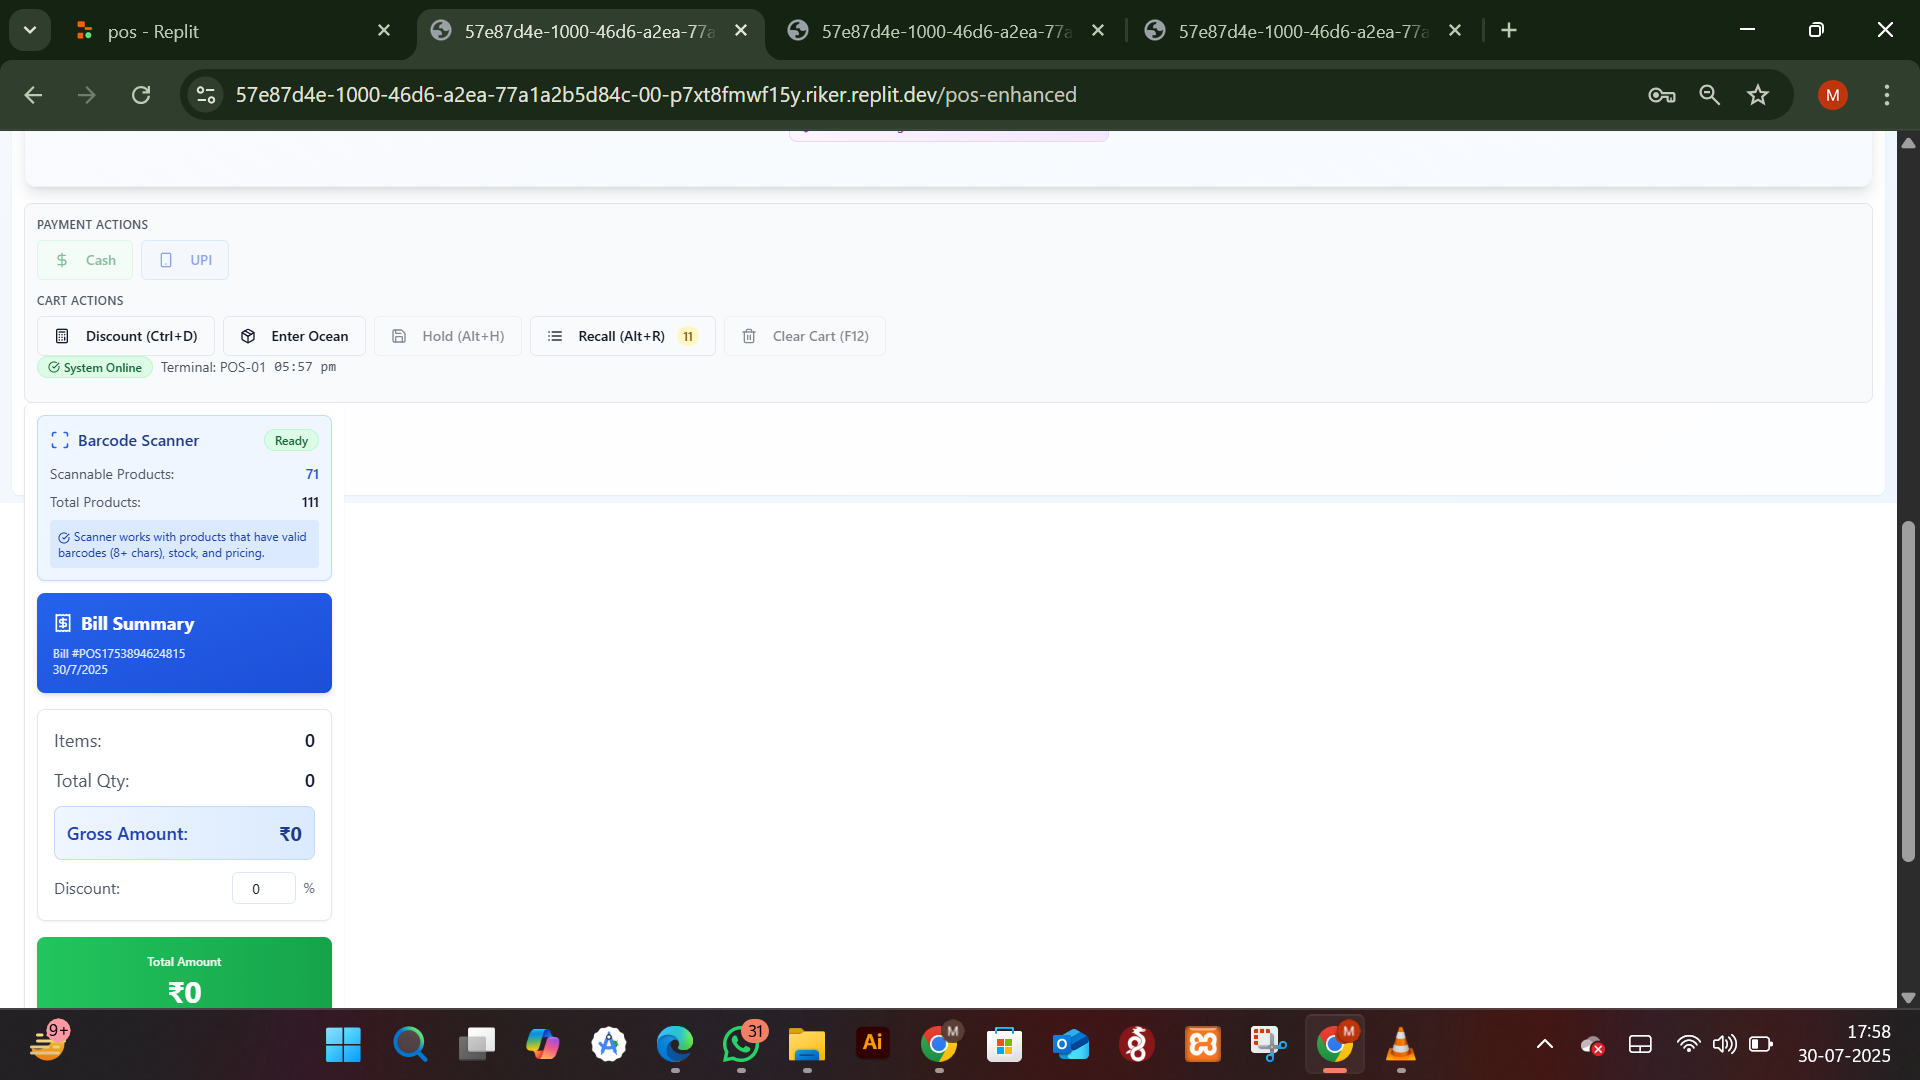 pos - Replit
57e87d4e-1000-46d6-a2ea-77a
57e87d4e-1000-46d6-a2ea-77a
57e87d4e-1000-46d6-a2ea-77a
57e87d4e-1000-46d6-a2ea-77a1a2b5d84c-00-p7xt8fmwf15y.riker.replit.dev/pos-enhanced
M
PAYMENT ACTIONS
Cash
UPI
CART ACTIONS
Discount (Ctrl+D)
Enter Ocean
Hold (Alt+H)
Recall (Alt+R) 11
Clear Cart (F12)
System Online Terminal: POS-01 05:57 pm
Barcode Scanner Ready
Scannable Products: 71
Total Products: 111
Scanner works with products that have valid
barcodes (8+ chars), stock, and pricing.
Bill Summary
Bill #POS1753894624815
30/7/2025
Items: 0
Total Qty: 0
Gross Amount: ₹0
Discount: 0 %
Total Amount
₹0
9+
31
Ai
M
M
17:58
30-07-2025